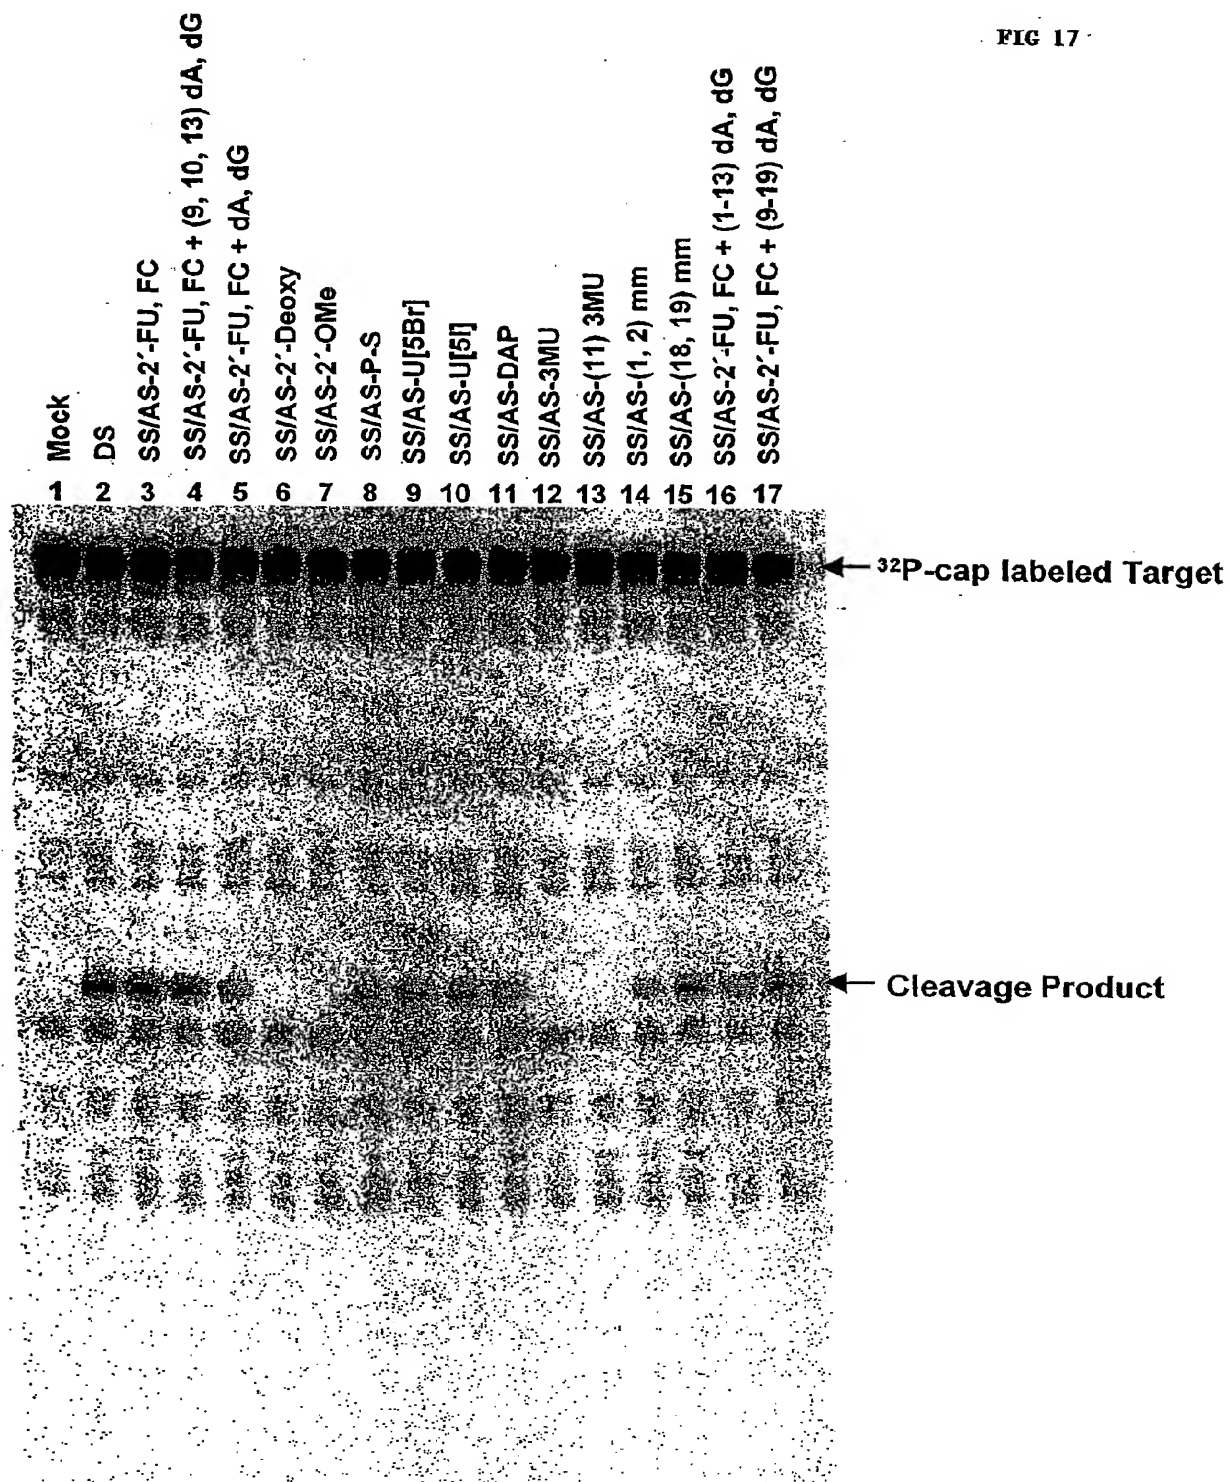 FIG 17
Mock
DS
SS/AS-2´-FU, FC
SS/AS-2´-FU, FC + (9, 10, 13) dA, dG
SS/AS-2´-FU, FC + dA, dG
SS/AS-2´-Deoxy
SS/AS-2´-OMe
SS/AS-P-S
SS/AS-U[5Br]
SS/AS-U[5I]
SS/AS-DAP
SS/AS-3MU
SS/AS-(11) 3MU
SS/AS-(1, 2) mm
SS/AS-(18, 19) mm
SS/AS-2´-FU, FC + (1-13) dA, dG
SS/AS-2´-FU, FC + (9-19) dA, dG
1 2 3 4 5 6 7 8 9 10 11 12 13 14 15 16 17
³²P-cap labeled Target
Cleavage Product